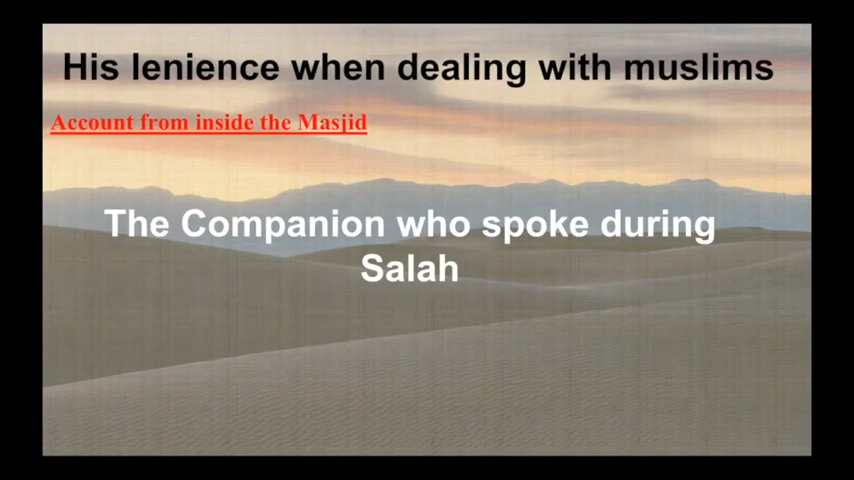 His lenience when dealing with muslims
Account from inside the Masjid
The Companion who spoke during
Salah